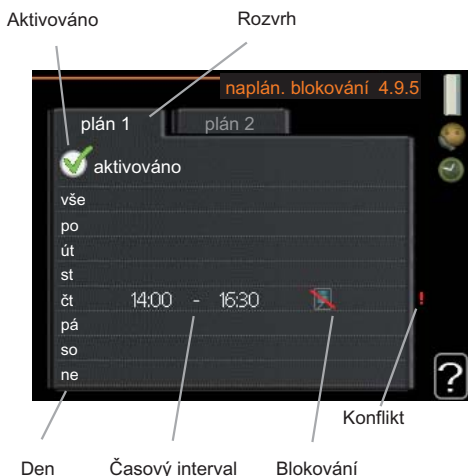 Aktivováno Rozvrh
naplán. blokování 4.9.5
plán 1 plán 2
aktivováno
vše
po
út
st
čt 14:00 - 16:30 !
pá
so
ne
?
Konflikt
Den Časový interval Blokování